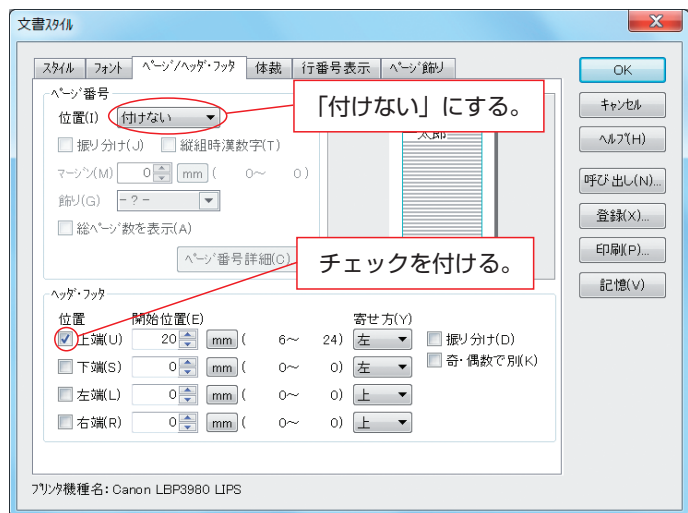 文書スタイル
スタイル フォント ページ/ヘッダ・フッタ 体裁 行番号表示 ページ飾り
ページ番号
位置(I) 付けない
「付けない」にする。
振り分け(J) 縦組時漢数字(T)
マージン(M) 0 mm ( 0～ 0)
飾り(G) -?-
総ページ数を表示(A)
ページ番号詳細(C)
チェックを付ける。
ヘッダ・フッタ
位置 開始位置(E) 寄せ方(Y)
上端(U) 20 mm ( 6～ 24) 左 振り分け(D)
下端(S) 0 mm ( 0～ 0) 左 奇・偶数で別(K)
左端(L) 0 mm ( 0～ 0) 上
右端(R) 0 mm ( 0～ 0) 上
プリンタ機種名：Canon LBP3980 LIPS
OK
キャンセル
ヘルプ(H)
呼び出し(N)...
登録(X)...
印刷(P)...
記憶(V)